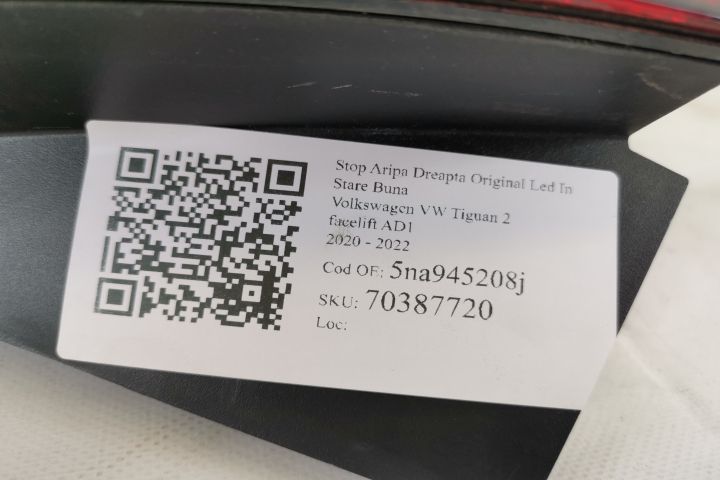 Stop Aripa Dreapta Original Led In
Stare Buna
Volkswagen VW Tiguan 2
facelift AD1
2020 - 2022
Cod OE: 5na945208j
SKU: 70387720
Loc: